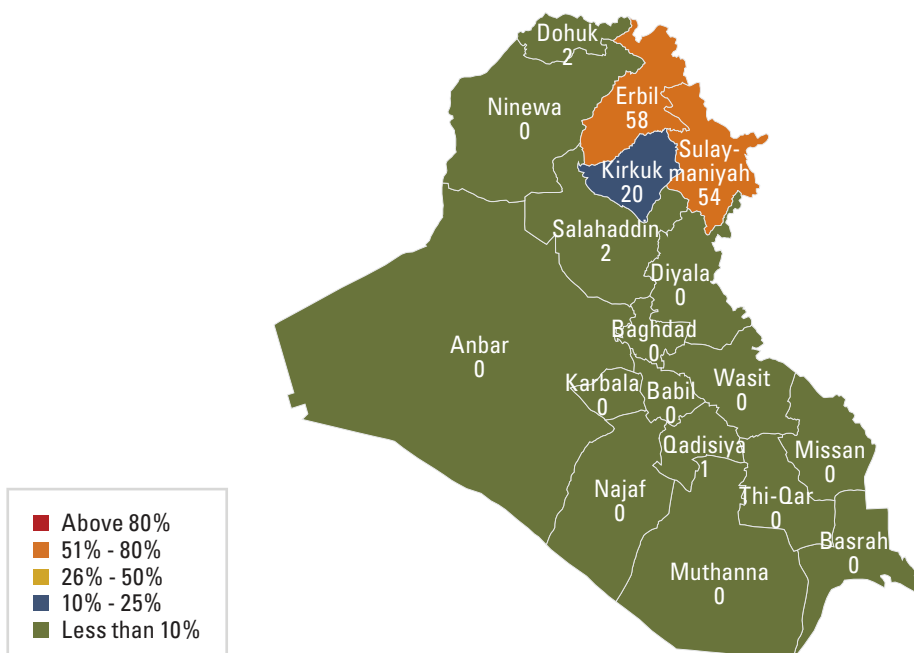 Dohuk
2
Erbil
58
Ninewa
0
Sulay-
maniyah
54
Kirkuk
20
Salahaddin
2
Diyala
0
Baghdad
0
Anbar
0
Wasit
0
Karbala
0
Babil
0
Qadisiya
1
Missan
0
Najaf
0
Thi-Qar
0
Basrah
0
Muthanna
0
Above 80%
51% - 80%
26% - 50%
10% - 25%
Less than 10%